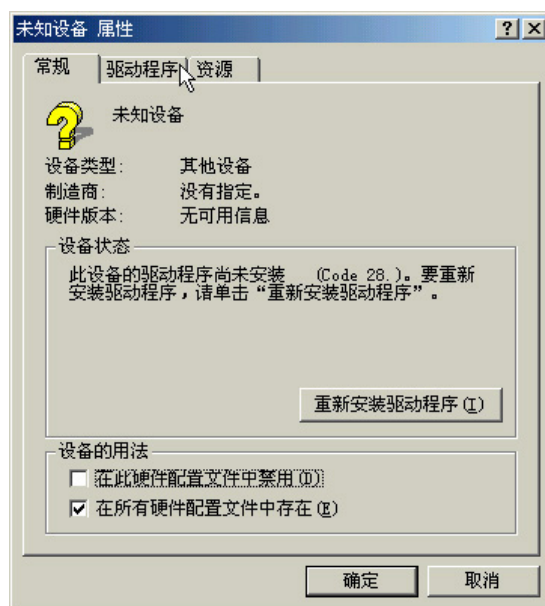 未知设备 属性
常规 驱动程序 资源
未知设备
设备类型: 其他设备
制造商: 没有指定。
硬件版本: 无可用信息
设备状态
此设备的驱动程序尚未安装 (Code 28.)。要重新
安装驱动程序，请单击“重新安装驱动程序”。
重新安装驱动程序(I)
设备的用法
在此硬件配置文件中禁用(D)
在所有硬件配置文件中存在(E)
确定 取消